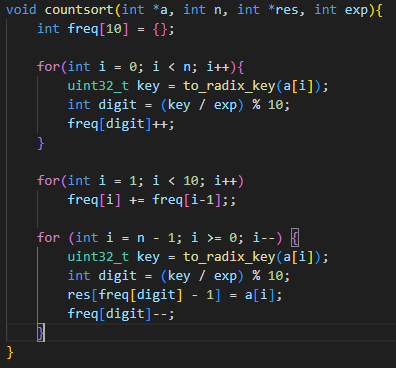 void countsort(int *a, int n, int *res, int exp){
    int freq[10] = {};

    for(int i = 0; i < n; i++){
        uint32_t key = to_radix_key(a[i]);
        int digit = (key / exp) % 10;
        freq[digit]++;
    }

    for(int i = 1; i < 10; i++)
        freq[i] += freq[i-1];;

    for (int i = n - 1; i >= 0; i--) {
        uint32_t key = to_radix_key(a[i]);
        int digit = (key / exp) % 10;
        res[freq[digit] - 1] = a[i];
        freq[digit]--;
    }
}